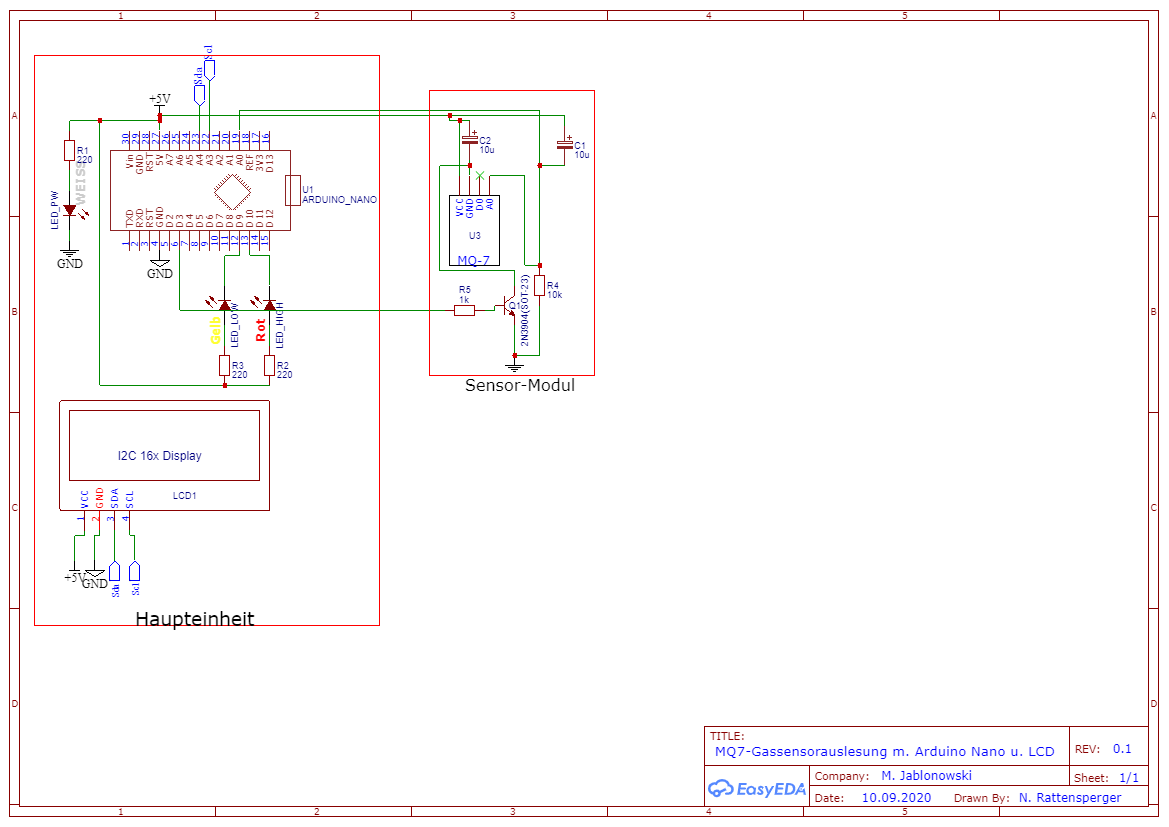 1 2 3 4 5
A
B
C
D
A
B
C
D
1 2 3 4 5
Sda
Scl
+5V
30 29 28 27 26 25 24 23 22 21 20 19 18 17 16
Vin GND RST 5V A7 A6 A5 A4 A3 A2 A1 A0 REF 3V3 D13
TXD RXD RST GND D2 D3 D4 D5 D6 D7 D8 D9 D10 D11 D12
1 2 3 4 5 6 7 8 9 10 11 12 13 14 15
U1
ARDUINO_NANO
R1
220
WEISS
LED_PW
GND
GND
Gelb
LED_LOW
Rot
LED_HIGH
R3
220
R2
220
I2C 16x Display
LCD1
VCC GND SDA SCL
1 2 3 4
+5V
GND
Sda
Scl
Haupteinheit
C2
10u
C1
10u
VCC GND D0 A0
U3
MQ-7
R5
1k
Q1
2N3904(SOT-23)
R4
10k
Sensor-Modul
TITLE:
MQ7-Gassensorauslesung m. Arduino Nano u. LCD
REV: 0.1
EasyEDA
Company: M. Jablonowski
Sheet: 1/1
Date: 10.09.2020 Drawn By: N. Rattensperger